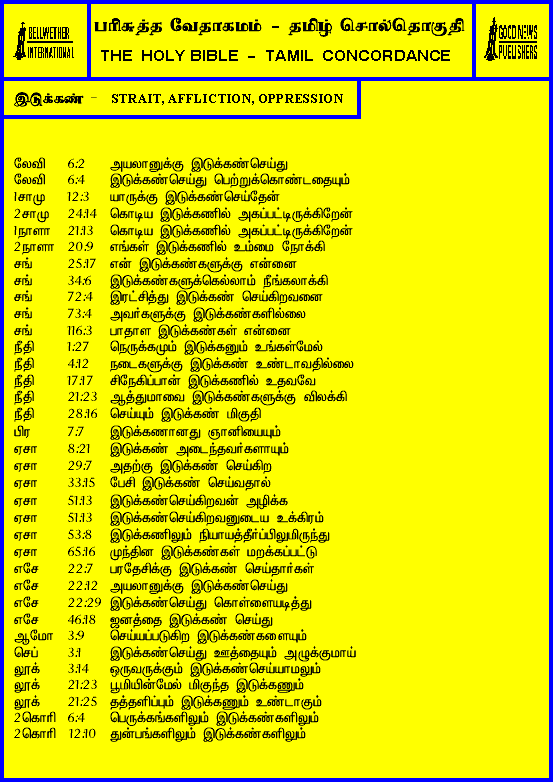 BELLWETHER INTERNATIONAL
பரிசுத்த வேதாகமம் - தமிழ் சொல்தொகுதி
THE HOLY BIBLE - TAMIL CONCORDANCE
GOOD NEWS PUBLISHERS
இடுக்கண் - STRAIT, AFFLICTION, OPPRESSION
லேவி 6:2 அயலானுக்கு இடுக்கண்செய்து
லேவி 6:4 இடுக்கண்செய்து பெற்றுக்கொண்டதையும்
1சாமு 12:3 யாருக்கு இடுக்கண்செய்தேன்
2சாமு 24:14 கொடிய இடுக்கணில் அகப்பட்டிருக்கிறேன்
1நாளா 21:13 கொடிய இடுக்கணில் அகப்பட்டிருக்கிறேன்
2நாளா 20:9 எங்கள் இடுக்கணில் உம்மை நோக்கி
சங் 25:17 என் இடுக்கண்களுக்கு என்னை
சங் 34:6 இடுக்கண்களுக்கெல்லாம் நீங்கலாக்கி
சங் 72:4 இரட்சித்து இடுக்கண் செய்கிறவனை
சங் 73:4 அவர்களுக்கு இடுக்கண்களில்லை
சங் 116:3 பாதாள இடுக்கண்கள் என்னை
நீதி 1:27 நெருக்கமும் இடுக்கனும் உங்கள்மேல்
நீதி 4:12 நடைகளுக்கு இடுக்கண் உண்டாவதில்லை
நீதி 17:17 சிநேகிப்பான் இடுக்கணில் உதவவே
நீதி 21:23 ஆத்துமாவை இடுக்கண்களுக்கு விலக்கி
நீதி 28:16 செய்யும் இடுக்கண் மிகுதி
பிர 7:7 இடுக்கணானது ஞானியையும்
ஏசா 8:21 இடுக்கண் அடைந்தவர்களாயும்
ஏசா 29:7 அதற்கு இடுக்கண் செய்கிற
ஏசா 33:15 பேசி இடுக்கண் செய்வதால்
ஏசா 51:13 இடுக்கண்செய்கிறவன் அழிக்க
ஏசா 51:13 இடுக்கண்செய்கிறவனுடைய உக்கிரம்
ஏசா 53:8 இடுக்கணிலும் நியாயத்தீர்ப்பிலுமிருந்து
ஏசா 65:16 முந்தின இடுக்கண்கள் மறக்கப்பட்டு
எசே 22:7 பரதேசிக்கு இடுக்கண் செய்தார்கள்
எசே 22:12 அயலானுக்கு இடுக்கண்செய்து
எசே 22:29 இடுக்கண்செய்து கொள்ளையடித்து
எசே 46:18 ஜனத்தை இடுக்கண் செய்து
ஆமோ 3:9 செய்யப்படுகிற இடுக்கண்களையும்
செப் 3:1 இடுக்கண்செய்து ஊத்தையும் அழுக்குமாய்
லூக் 3:14 ஒருவருக்கும் இடுக்கண்செய்யாமலும்
லூக் 21:23 பூமியின்மேல் மிகுந்த இடுக்கணும்
லூக் 21:25 தத்தளிப்பும் இடுக்கணும் உண்டாகும்
2கொரி 6:4 பெருக்கங்களிலும் இடுக்கண்களிலும்
2கொரி 12:10 துன்பங்களிலும் இடுக்கண்களிலும்